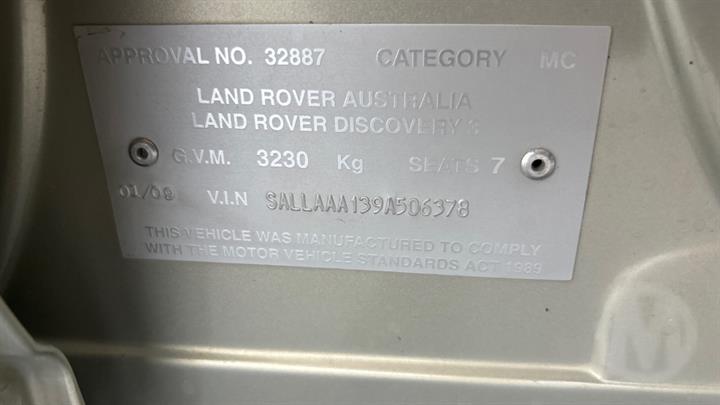 APPROVAL NO. 32887 CATEGORY MC
LAND ROVER AUSTRALIA
LAND ROVER DISCOVERY 3
G.V.M. 3230 Kg SEATS 7
01/09 V.I.N SALLAAA139A506378
THIS VEHICLE WAS MANUFACTURED TO COMPLY
WITH THE MOTOR VEHICLE STANDARDS ACT 1989
M